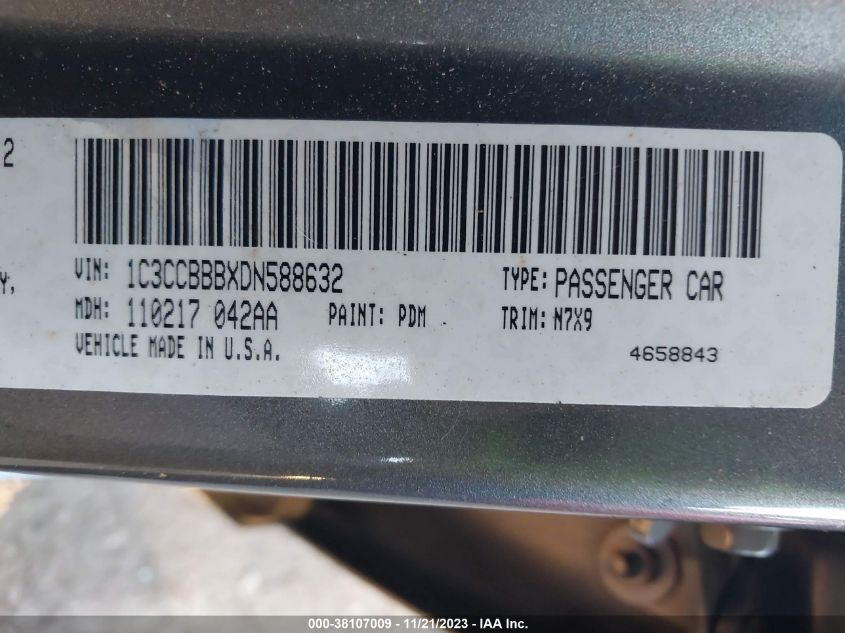 2
Y,
VIN: 1C3CCBBBXDN588632 TYPE: PASSENGER CAR
MDH: 110217 042AA PAINT: PDM TRIM: N7X9
VEHICLE MADE IN U.S.A. 4658843
000-38107009 - 11/21/2023 - IAA Inc.